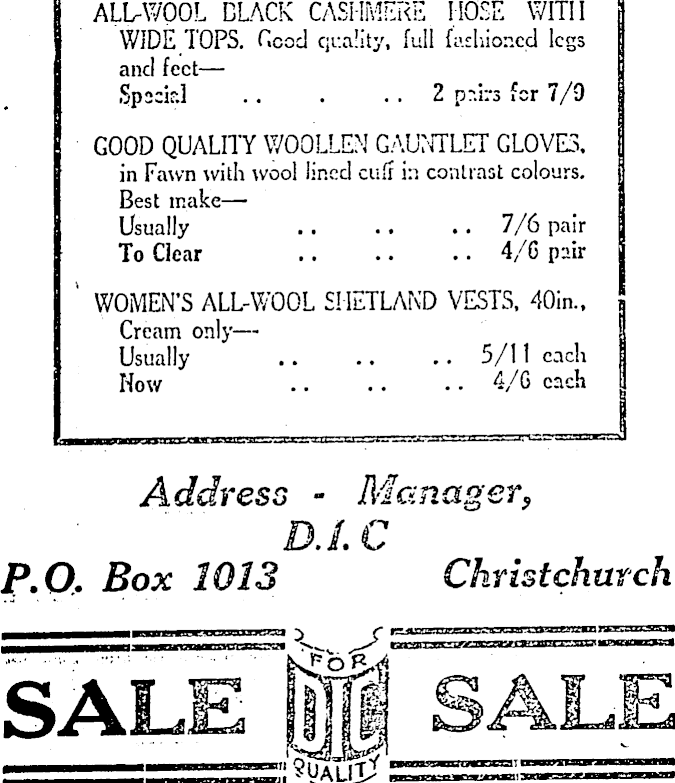 ALL-WOOL BLACK CASHMERE HOSE WITH
WIDE TOPS. Good quality, full fashioned legs
and feet—
Special .. . .. 2 pairs for 7/9
GOOD QUALITY WOOLLEN GAUNTLET GLOVES,
in Fawn with wool lined cuff in contrast colours.
Best make—
Usually .. .. .. 7/6 pair
To Clear .. .. .. 4/6 pair
WOMEN'S ALL-WOOL SHETLAND VESTS, 40in.,
Cream only—
Usually .. .. .. 5/11 each
Now .. .. .. 4/6 each
Address - Manager,
D.I.C
P.O. Box 1013 Christchurch
FOR
SALE DIC SALE
QUALITY